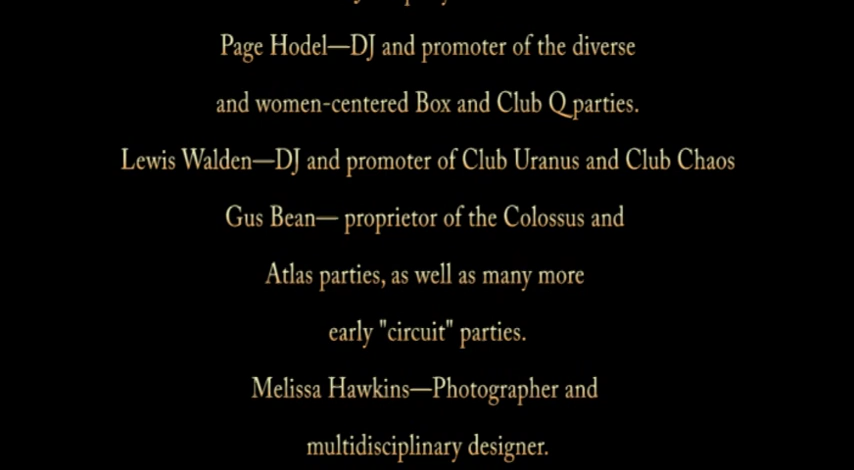 Page Hodel—DJ and promoter of the diverse
and women-centered Box and Club Q parties.
Lewis Walden—DJ and promoter of Club Uranus and Club Chaos
Gus Bean— proprietor of the Colossus and
Atlas parties, as well as many more
early "circuit" parties.
Melissa Hawkins—Photographer and
multidisciplinary designer.